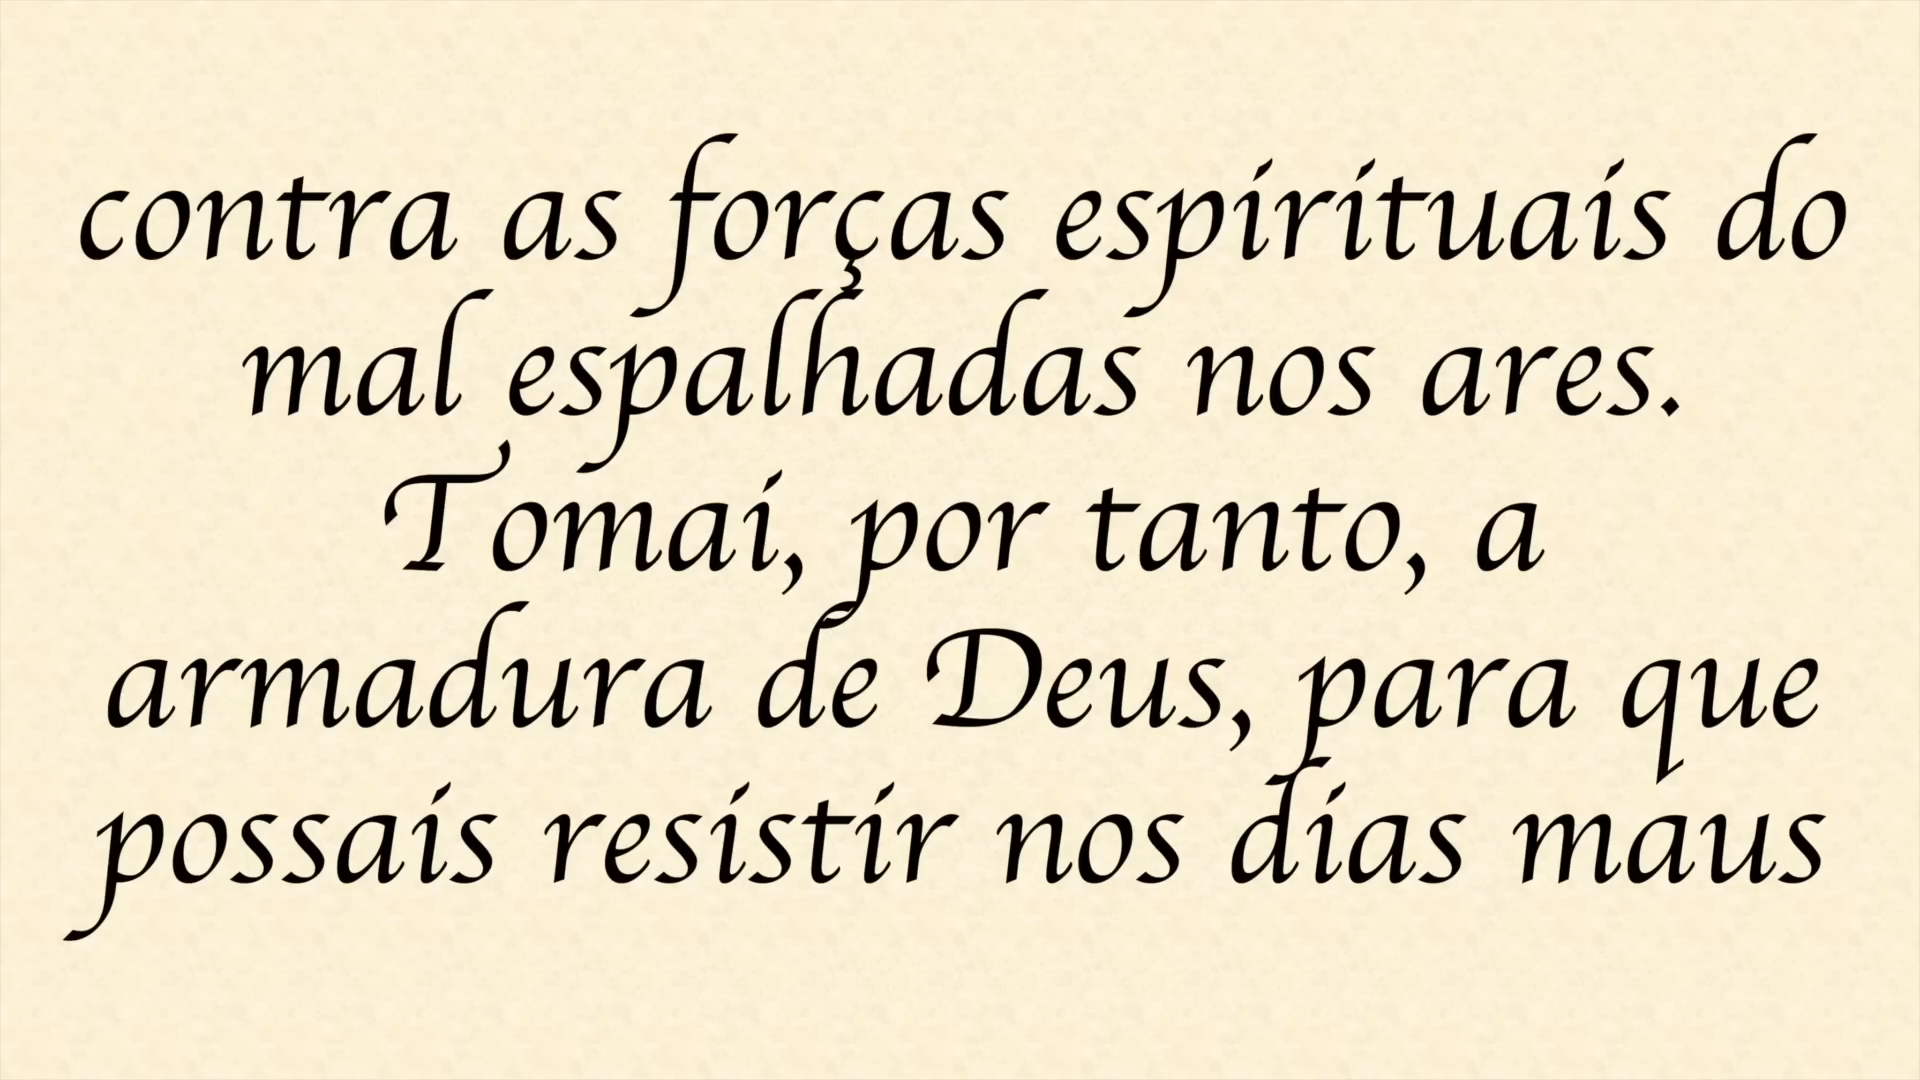 contra as forças espirituais do
mal espalhadas nos ares.
Tomai, por tanto, a
armadura de Deus, para que
possais resistir nos dias maus